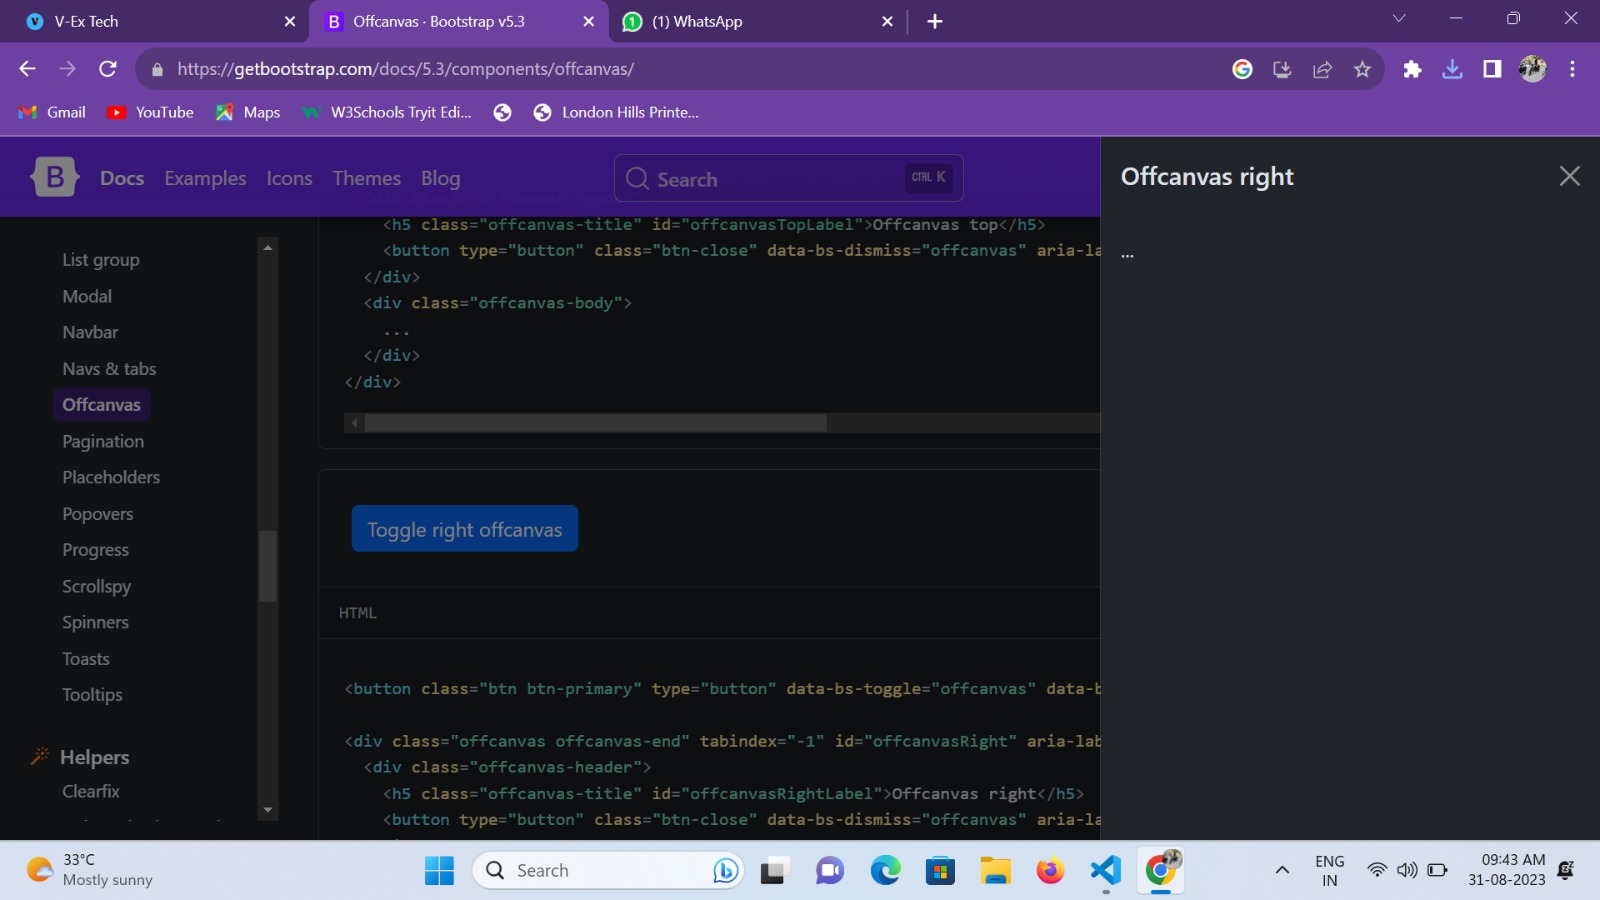 V-Ex Tech
Offcanvas · Bootstrap v5.3
(1) WhatsApp
https://getbootstrap.com/docs/5.3/components/offcanvas/
Gmail
YouTube
Maps
W3Schools Tryit Edi...
London Hills Printe...
B
Docs
Examples
Icons
Themes
Blog
Search
CTRL K
Offcanvas right
...
List group
Modal
Navbar
Navs & tabs
Offcanvas
Pagination
Placeholders
Popovers
Progress
Scrollspy
Spinners
Toasts
Tooltips
Helpers
Clearfix
<h5 class="offcanvas-title" id="offcanvasTopLabel">Offcanvas top</h5>
<button type="button" class="btn-close" data-bs-dismiss="offcanvas" aria-la
</div>
<div class="offcanvas-body">
...
</div>
</div>
Toggle right offcanvas
HTML
<button class="btn btn-primary" type="button" data-bs-toggle="offcanvas" data-b
<div class="offcanvas offcanvas-end" tabindex="-1" id="offcanvasRight" aria-lab
<div class="offcanvas-header">
<h5 class="offcanvas-title" id="offcanvasRightLabel">Offcanvas right</h5>
<button type="button" class="btn-close" data-bs-dismiss="offcanvas" aria-la
33°C
Mostly sunny
Search
ENG
IN
09:43 AM
31-08-2023